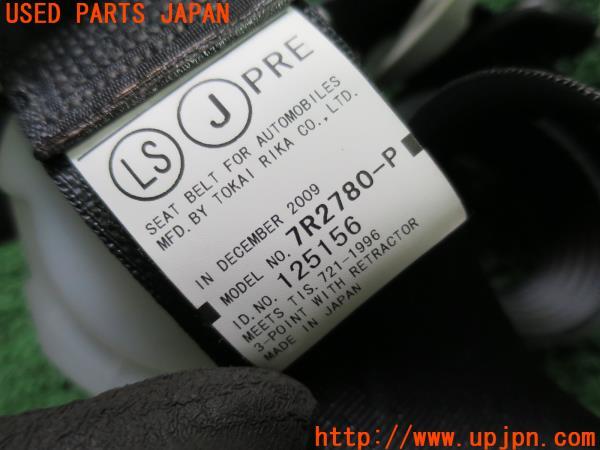 USED PARTS JAPAN
LS J PRE
SEAT BELT FOR AUTOMOBILES
MFD. BY TOKAI RIKA CO., LTD.
IN DECEMBER 2009
MODEL NO. 7R2780-P
ID. NO. 125156
MEETS TIS. 721-1996
3-POINT WITH RETRACTOR
MADE IN JAPAN
UPJ
http://www.upjpn.com/